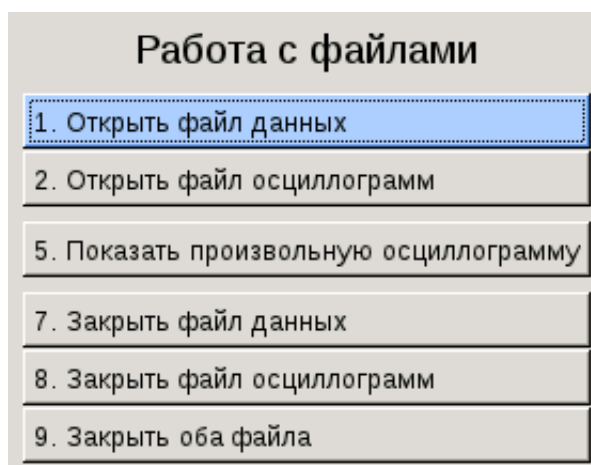 Работа с файлами
1. Открыть файл данных
2. Открыть файл осциллограмм
5. Показать произвольную осциллограмму
7. Закрыть файл данных
8. Закрыть файл осциллограмм
9. Закрыть оба файла